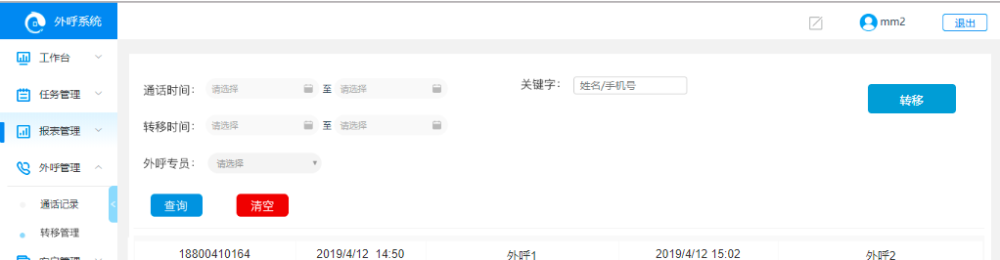 外呼系统
mm2
退出
工作台
任务管理
报表管理
外呼管理
通话记录
转移管理
客户管理
通话时间： 请选择 至 请选择
关键字： 姓名/手机号
转移
转移时间： 请选择 至 请选择
外呼专员： 请选择
查询 清空
18800410164 2019/4/12 14:50 外呼1 2019/4/12 15:02 外呼2